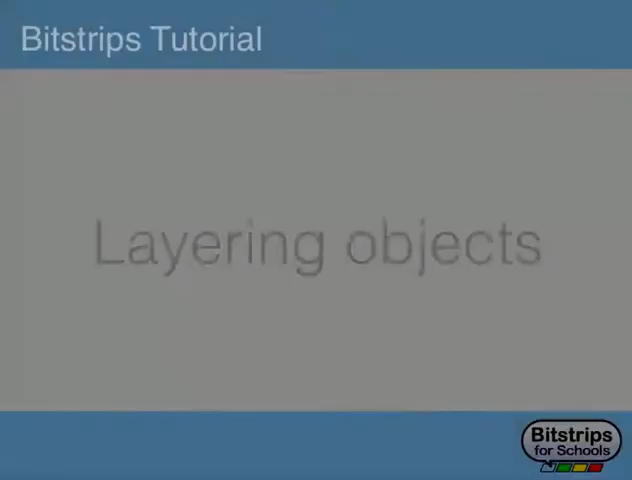 Bitstrips Tutorial
Layering objects
Bitstrips
for Schools